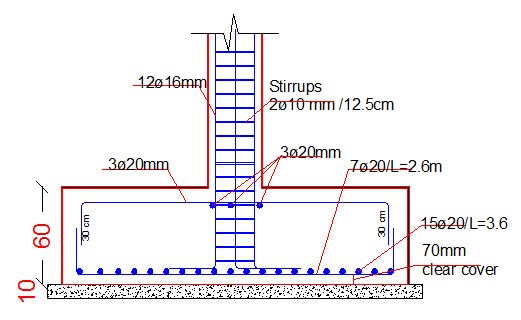 12ø16mm
Stirrups
2ø10 mm /12.5cm
3ø20mm
3ø20mm
7ø20/L=2.6m
30 cm
30 cm
15ø20/L=3.6
70mm
clear cover
60
10